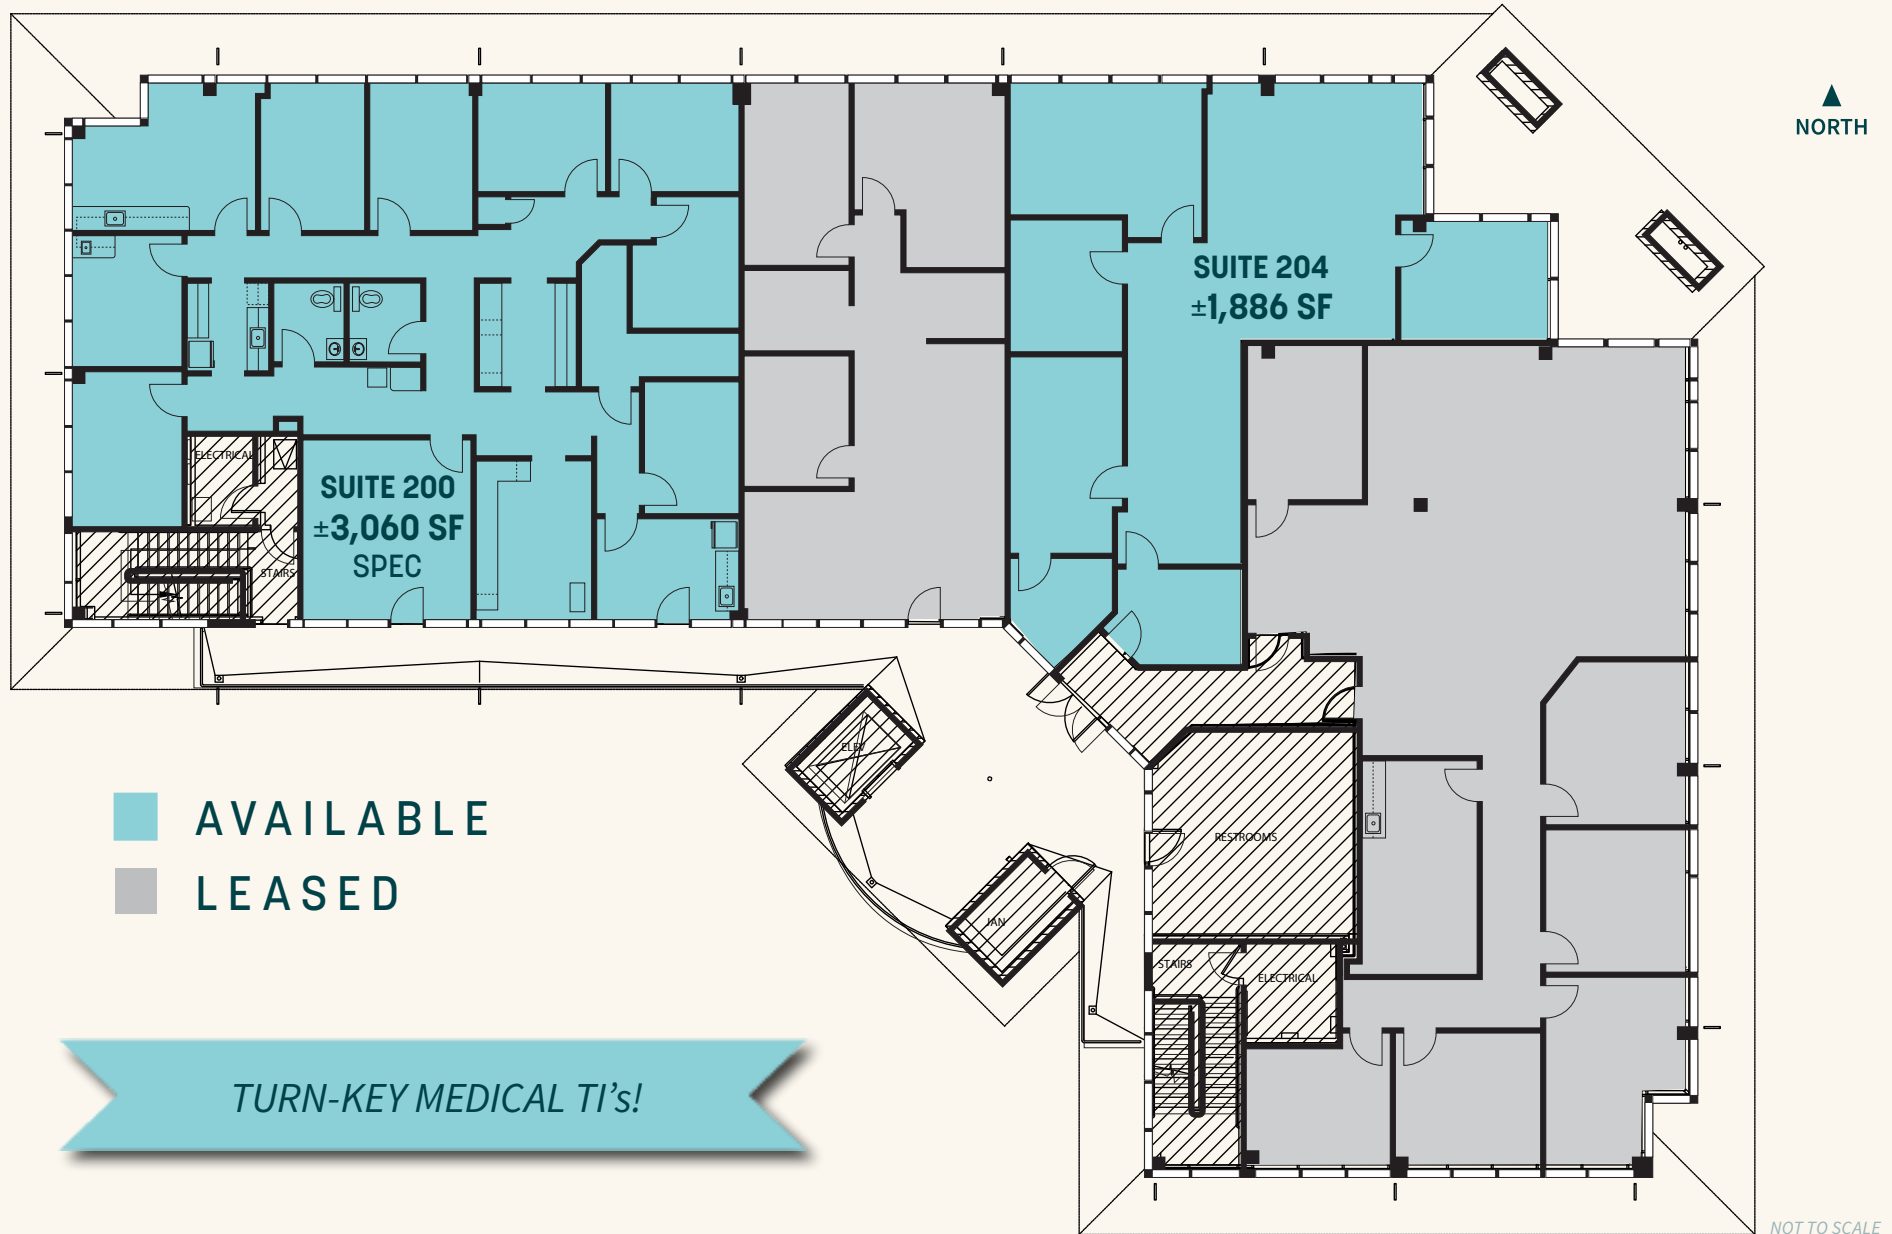 NORTH
SUITE 204
±1,886 SF
ELECTRICAL
SUITE 200
±3,060 SF
SPEC
STAIRS
ELEV
AVAILABLE
LEASED
RESTROOMS
JAN
STAIRS
ELECTRICAL
TURN-KEY MEDICAL TI's!
NOT TO SCALE